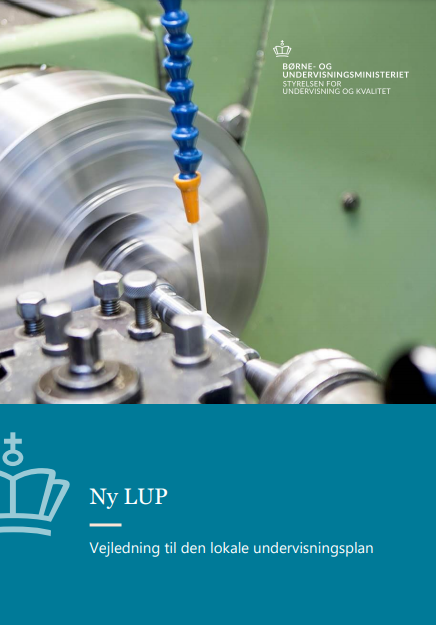 BØRNE- OG
UNDERVISNINGSMINISTERIET
STYRELSEN FOR
UNDERVISNING OG KVALITET
Ny LUP
Vejledning til den lokale undervisningsplan